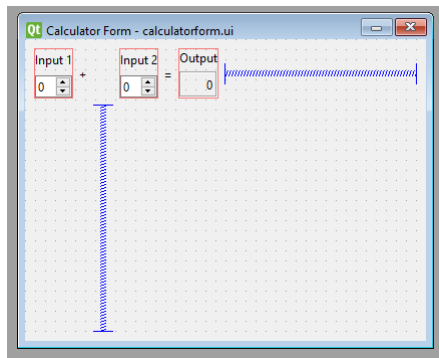 Qt Calculator Form - calculatorform.ui
Input 1 Input 2 Output
0 + 0 = 0